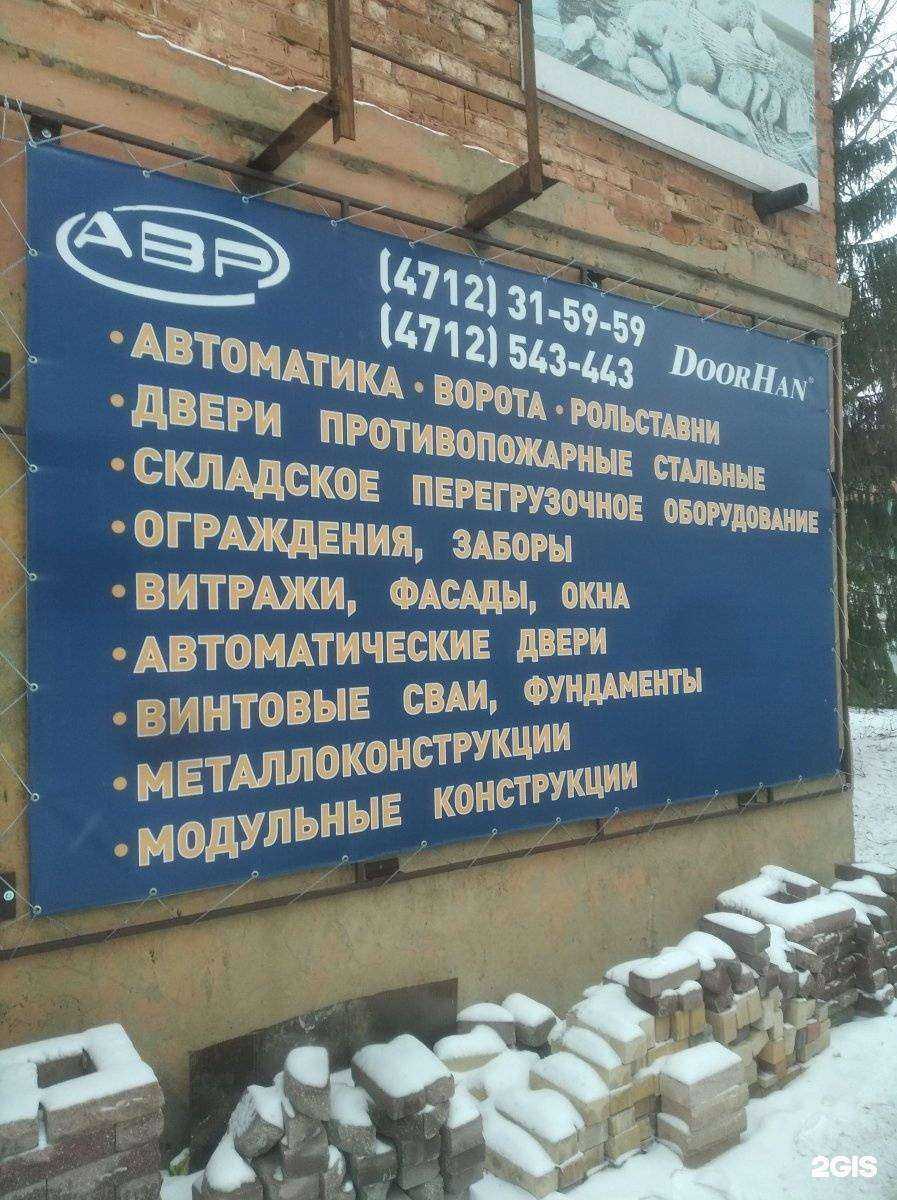 АВР
(4712) 31-59-59
(4712) 543-443
DOORHAN®
• АВТОМАТИКА • ВОРОТА • РОЛЬСТАВНИ
• ДВЕРИ ПРОТИВОПОЖАРНЫЕ СТАЛЬНЫЕ
• СКЛАДСКОЕ ПЕРЕГРУЗОЧНОЕ ОБОРУДОВАНИЕ
• ОГРАЖДЕНИЯ, ЗАБОРЫ
• ВИТРАЖИ, ФАСАДЫ, ОКНА
• АВТОМАТИЧЕСКИЕ ДВЕРИ
• ВИНТОВЫЕ СВАИ, ФУНДАМЕНТЫ
• МЕТАЛЛОКОНСТРУКЦИИ
• МОДУЛЬНЫЕ КОНСТРУКЦИИ
2GIS